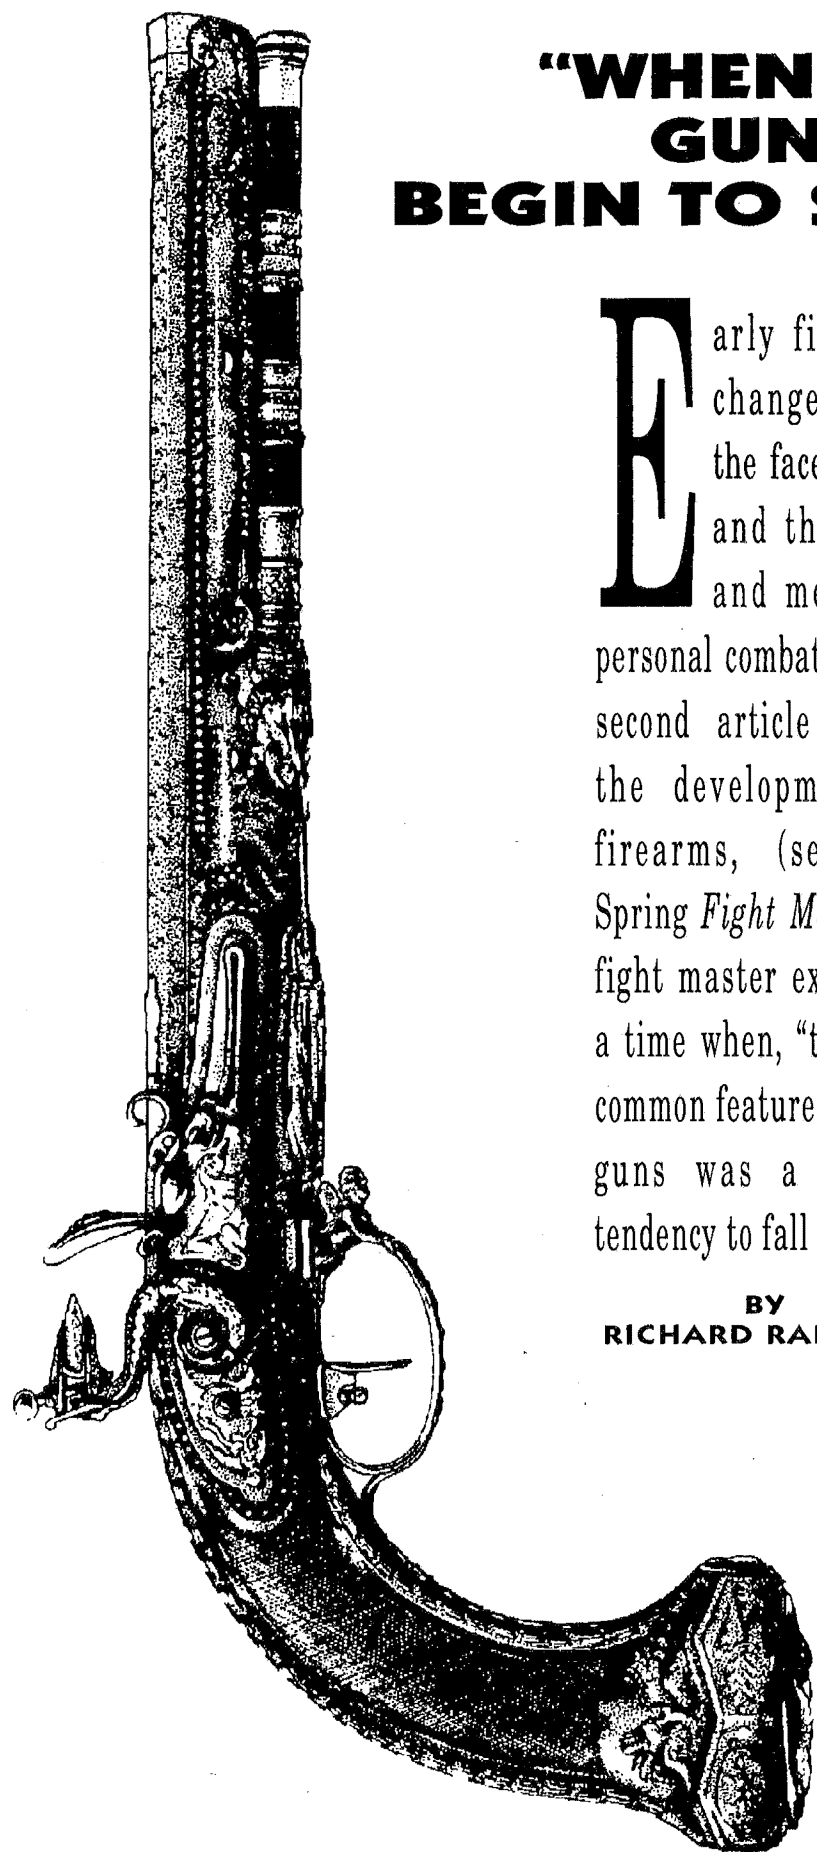 “WHEN
GUN
BEGIN TO
Early fi
change
the face
and th
and me
personal combat
second article
the developm
firearms, (se
Spring Fight M
fight master ex
a time when, “t
common feature
guns was a
tendency to fall
BY
RICHARD RA